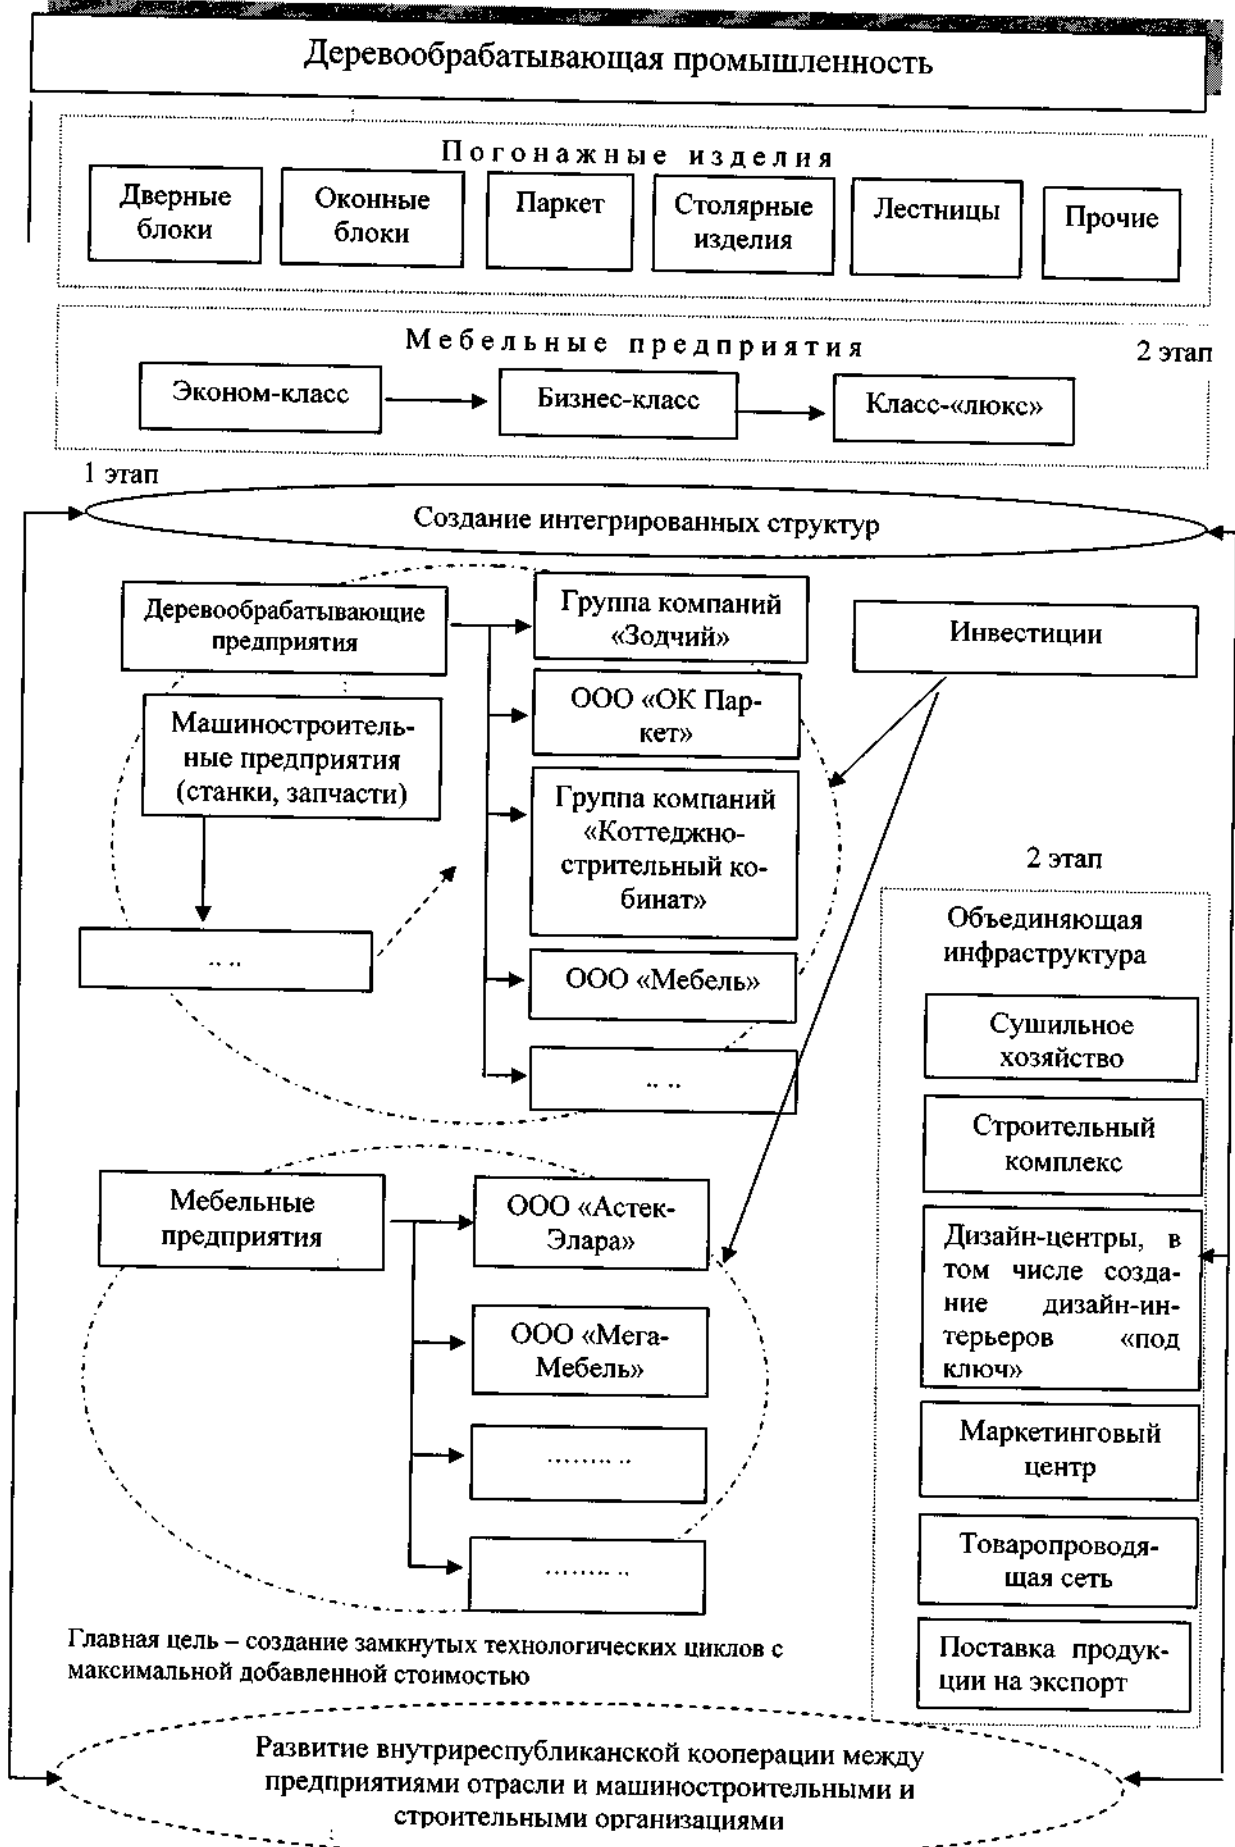 Деревообрабатывающая промышленность
Погонажные изделия
Дверные
блоки
Оконные
блоки
Паркет
Столярные
изделия
Лестницы
Прочие
Мебельные предприятия
2 этап
Эконом-класс
Бизнес-класс
Класс-«люкс»
1 этап
Создание интегрированных структур
Деревообрабатывающие
предприятия
Машинострoитель-
ные предприятия
(станки, запчасти)
.. ..
Группа компаний
«Зодчий»
ООО «ОК Пар-
кет»
Группа компаний
«Коттеджно-
стрительный ко-
бинат»
ООО «Мебель»
.. ..
Инвестиции
2 этап
Объединяющая
инфраструктура
Сушильное
хозяйство
Строительный
комплекс
Дизайн-центры, в
том числе созда-
ние дизайн-ин-
терьеров «под
ключ»
Маркетинговый
центр
Товаропроводя-
щая сеть
Поставка продук-
ции на экспорт
Мебельные
предприятия
ООО «Астек-
Элара»
ООО «Мега-
Мебель»
......... ..
......... ..
Главная цель – создание замкнутых технологических циклов с
максимальной добавленной стоимостью
Развитие внутриреспубликанской кооперации между
предприятиями отрасли и машиностроительными и
строительными организациями